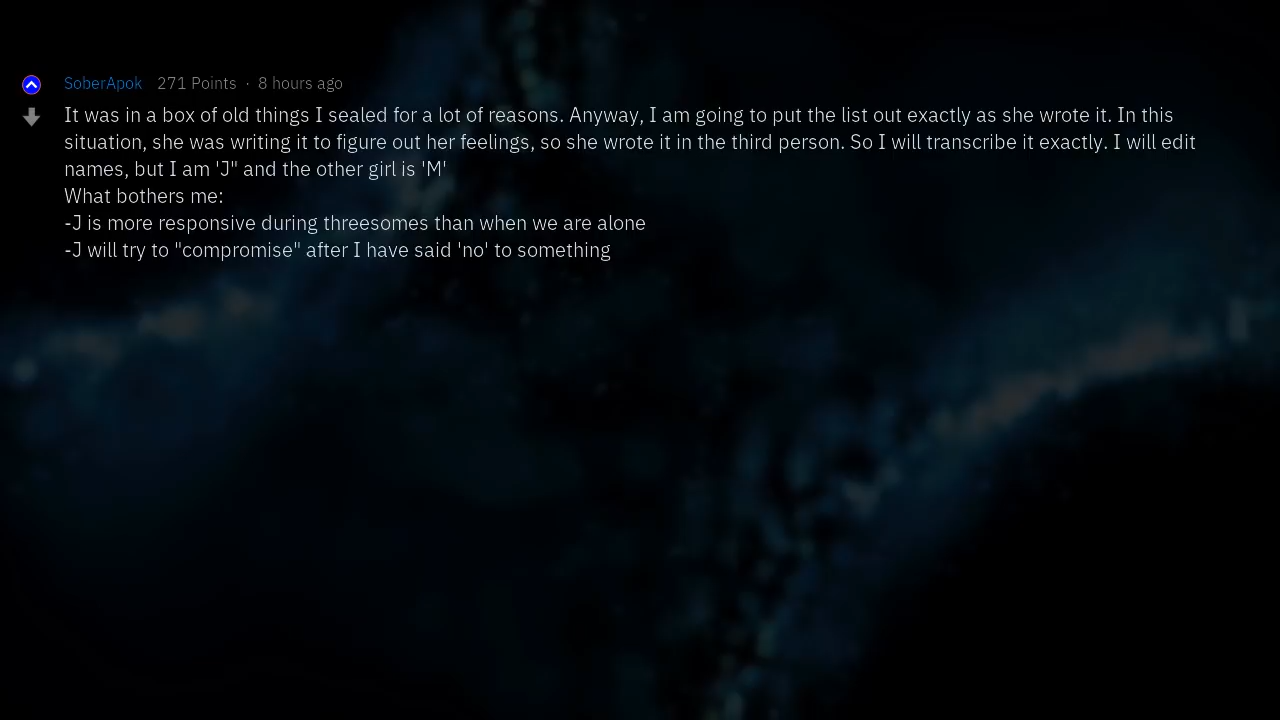 SoberApok 271 Points · 8 hours ago
It was in a box of old things I sealed for a lot of reasons. Anyway, I am going to put the list out exactly as she wrote it. In this
situation, she was writing it to figure out her feelings, so she wrote it in the third person. So I will transcribe it exactly. I will edit
names, but I am 'J" and the other girl is 'M'
What bothers me:
-J is more responsive during threesomes than when we are alone
-J will try to "compromise" after I have said 'no' to something